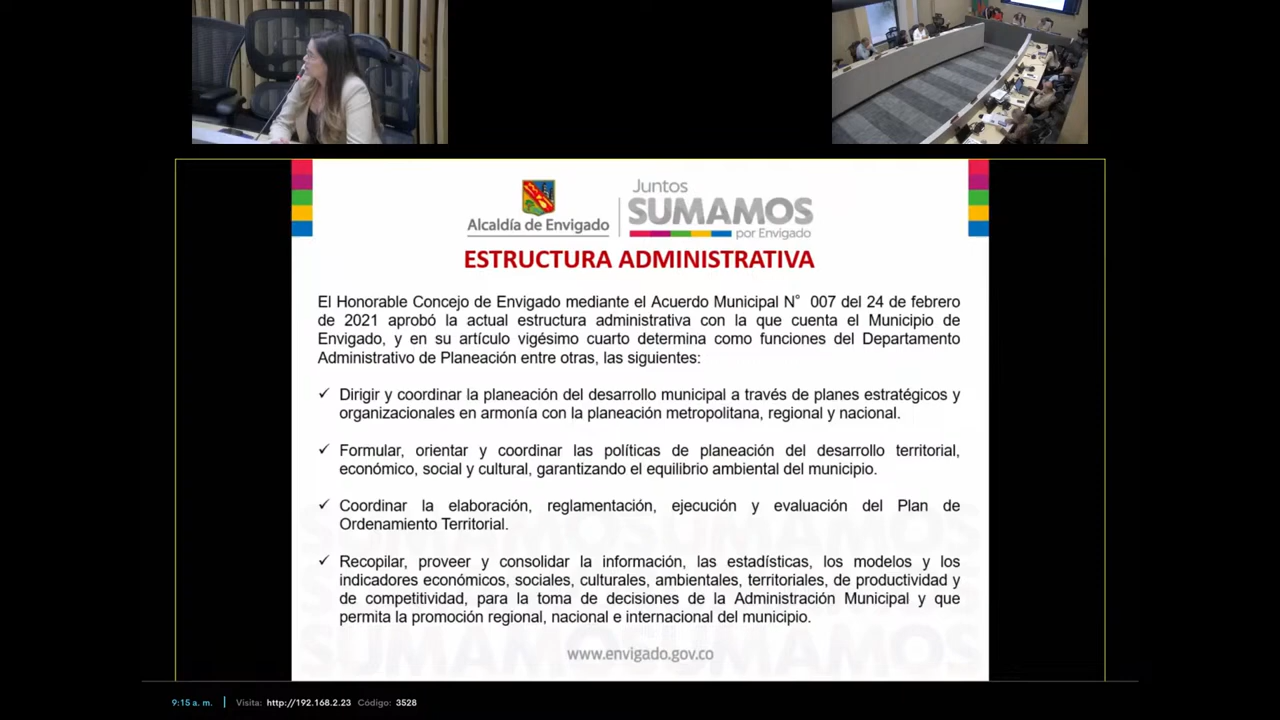 Juntos
SUMAMOS
Alcaldía de Envigado
por Envigado
ESTRUCTURA ADMINISTRATIVA
El Honorable Concejo de Envigado mediante el Acuerdo Municipal N° 007 del 24 de febrero
de 2021 aprobó la actual estructura administrativa con la que cuenta el Municipio de
Envigado, y en su artículo vigésimo cuarto determina como funciones del Departamento
Administrativo de Planeación entre otras, las siguientes:
✓ Dirigir y coordinar la planeación del desarrollo municipal a través de planes estratégicos y
organizacionales en armonía con la planeación metropolitana, regional y nacional.
✓ Formular, orientar y coordinar las políticas de planeación del desarrollo territorial,
económico, social y cultural, garantizando el equilibrio ambiental del municipio.
✓ Coordinar la elaboración, reglamentación, ejecución y evaluación del Plan de
Ordenamiento Territorial.
✓ Recopilar, proveer y consolidar la información, las estadísticas, los modelos y los
indicadores económicos, sociales, culturales, ambientales, territoriales, de productividad y
de competitividad, para la toma de decisiones de la Administración Municipal y que
permita la promoción regional, nacional e internacional del municipio.
www.envigado.gov.co
9:15 a. m. | Visita: http://192.168.2.23 Código: 3528